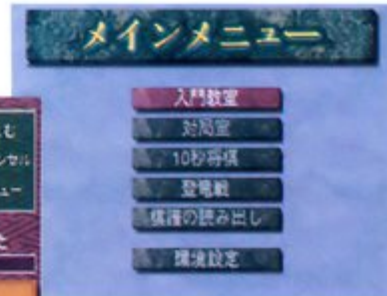 メインメニュー
入門教室
対局室
10秒将棋
登竜戦
棋譜の読み出し
環境設定